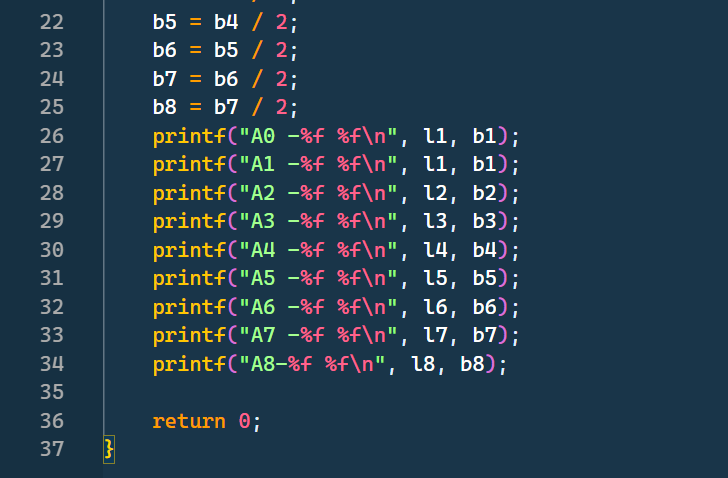 22 b5 = b4 / 2;
23 b6 = b5 / 2;
24 b7 = b6 / 2;
25 b8 = b7 / 2;
26 printf("A0 -%f %f\n", l1, b1);
27 printf("A1 -%f %f\n", l1, b1);
28 printf("A2 -%f %f\n", l2, b2);
29 printf("A3 -%f %f\n", l3, b3);
30 printf("A4 -%f %f\n", l4, b4);
31 printf("A5 -%f %f\n", l5, b5);
32 printf("A6 -%f %f\n", l6, b6);
33 printf("A7 -%f %f\n", l7, b7);
34 printf("A8-%f %f\n", l8, b8);
35
36 return 0;
37 }